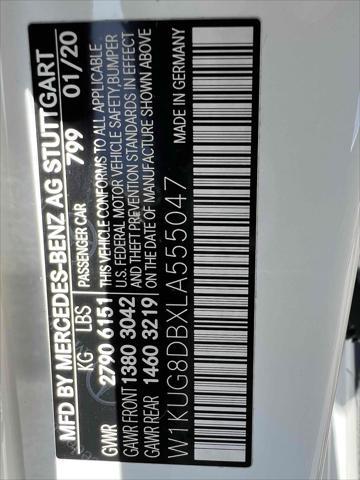 MFD BY MERCEDES-BENZ AG STUTTGART
KG LBS PASSENGER CAR 799 01/20
GVWR 2790 6151 THIS VEHICLE CONFORMS TO ALL APPLICABLE
GAWR FRONT 1380 3042 U.S. FEDERAL MOTOR VEHICLE SAFETY,BUMPER
AND THEFT PREVENTION STANDARDS IN EFFECT
GAWR REAR 1460 3219 ON THE DATE OF MANUFACTURE SHOWN ABOVE
W1KUG8DBXLA555047 MADE IN GERMANY